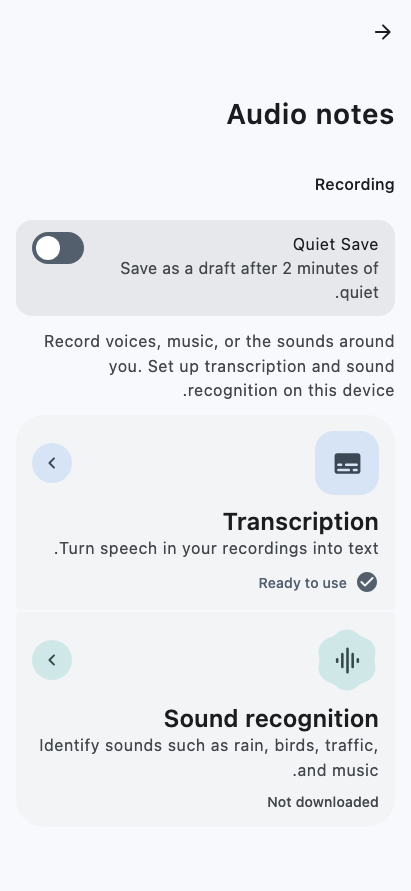 Audio notes
Recording
Quiet Save
Save as a draft after 2 minutes of
.quiet
Record voices, music, or the sounds around
you. Set up transcription and sound
.recognition on this device
Transcription
.Turn speech in your recordings into text
Ready to use
Sound recognition
Identify sounds such as rain, birds, traffic,
.and music
Not downloaded